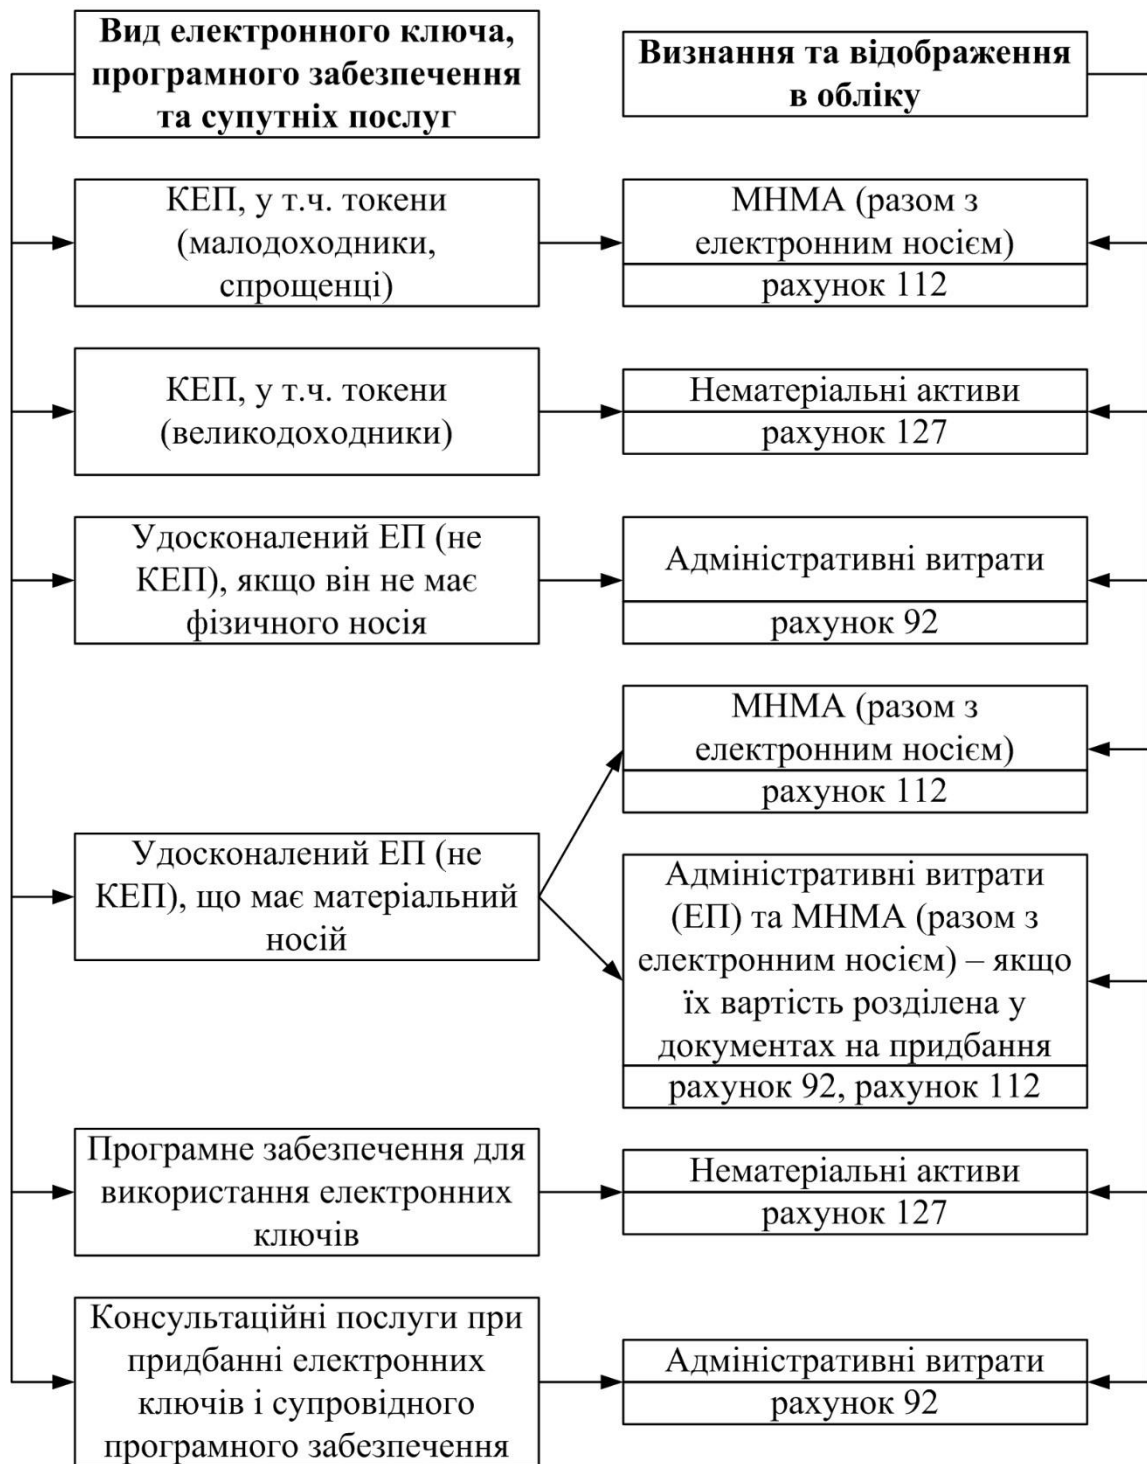 Вид електронного ключа,
програмного забезпечення
та супутніх послуг
Визнання та відображення
в обліку
КЕП, у т.ч. токени
(малодоходники,
спрощенці)
МНМА (разом з
електронним носієм)
рахунок 112
КЕП, у т.ч. токени
(великодоходники)
Нематеріальні активи
рахунок 127
Удосконалений ЕП (не
КЕП), якщо він не має
фізичного носія
Адміністративні витрати
рахунок 92
Удосконалений ЕП (не
КЕП), що має матеріальний
носій
МНМА (разом з
електронним носієм)
рахунок 112
Адміністративні витрати
(ЕП) та МНМА (разом з
електронним носієм) – якщо
їх вартість розділена у
документах на придбання
рахунок 92, рахунок 112
Програмне забезпечення для
використання електронних
ключів
Нематеріальні активи
рахунок 127
Консультаційні послуги при
придбанні електронних
ключів і супровідного
програмного забезпечення
Адміністративні витрати
рахунок 92